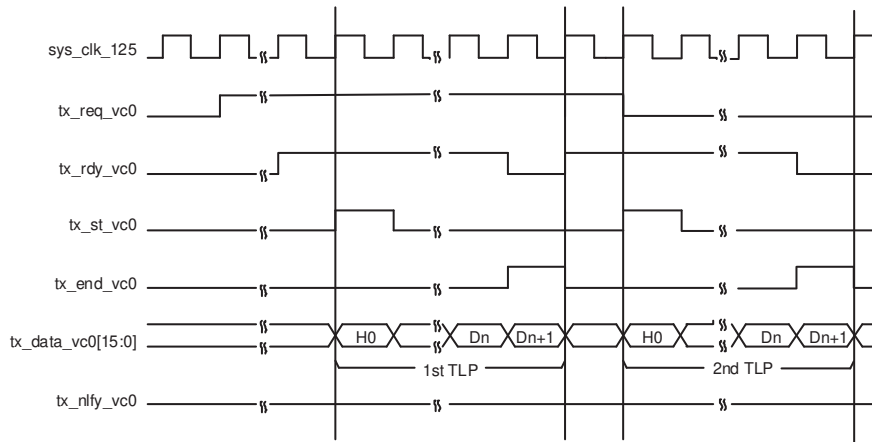 sys_clk_125
tx_req_vc0
tx_rdy_vc0
tx_st_vc0
tx_end_vc0
tx_data_vc0[15:0] H0 Dn Dn+1 H0 Dn Dn+1
1st TLP 2nd TLP
tx_nlfy_vc0